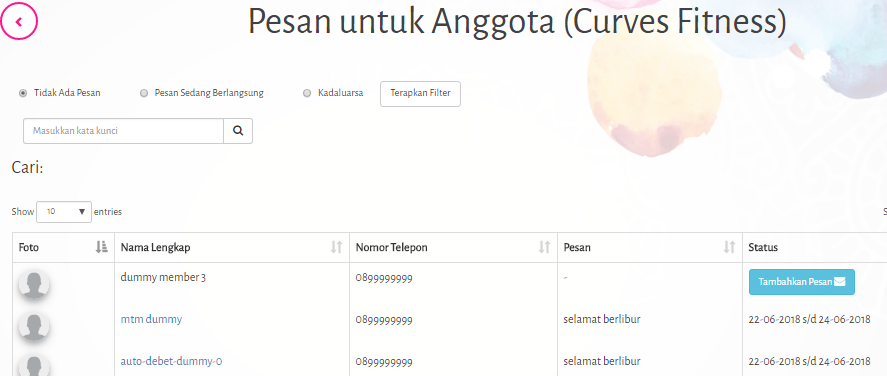 Pesan untuk Anggota (Curves Fitness)
Tidak Ada Pesan Pesan Sedang Berlangsung Kadaluarsa Terapkan Filter
Masukkan kata kunci
Cari:
Show 10 entries S
Foto Nama Lengkap Nomor Telepon Pesan Status
dummy member 3 0899999999 - Tambahkan Pesan
mtm dummy 0899999999 selamat berlibur 22-06-2018 s/d 24-06-2018
auto-debet-dummy-0 0899999999 selamat berlibur 22-06-2018 s/d 24-06-2018